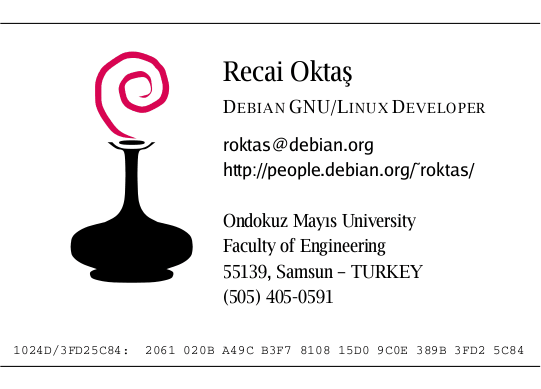 Recai Oktaş
DEBIAN GNU/LINUX DEVELOPER
roktas@debian.org
http://people.debian.org/~roktas/
Ondokuz Mayıs University
Faculty of Engineering
55139, Samsun – TURKEY
(505) 405-0591
1024D/3FD25C84: 2061 020B A49C B3F7 8108 15D0 9C0E 389B 3FD2 5C84